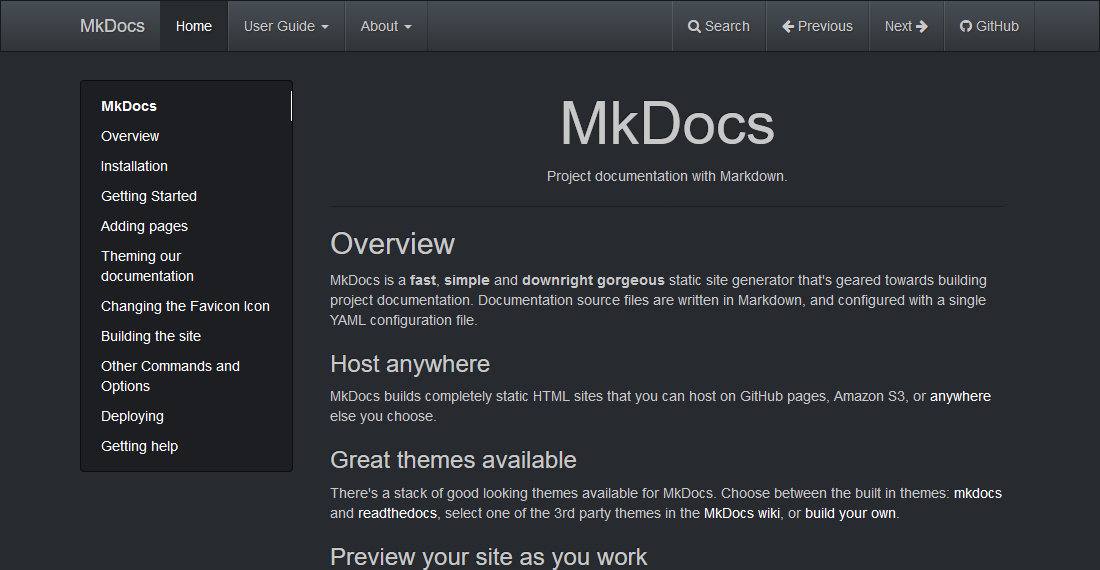 MkDocs Home User Guide About Search Previous Next GitHub
MkDocs
Overview
Installation
Getting Started
Adding pages
Theming our
documentation
Changing the Favicon Icon
Building the site
Other Commands and
Options
Deploying
Getting help
MkDocs
Project documentation with Markdown.
Overview
MkDocs is a fast, simple and downright gorgeous static site generator that's geared towards building
project documentation. Documentation source files are written in Markdown, and configured with a single
YAML configuration file.
Host anywhere
MkDocs builds completely static HTML sites that you can host on GitHub pages, Amazon S3, or anywhere
else you choose.
Great themes available
There's a stack of good looking themes available for MkDocs. Choose between the built in themes: mkdocs
and readthedocs, select one of the 3rd party themes in the MkDocs wiki, or build your own.
Preview your site as you work